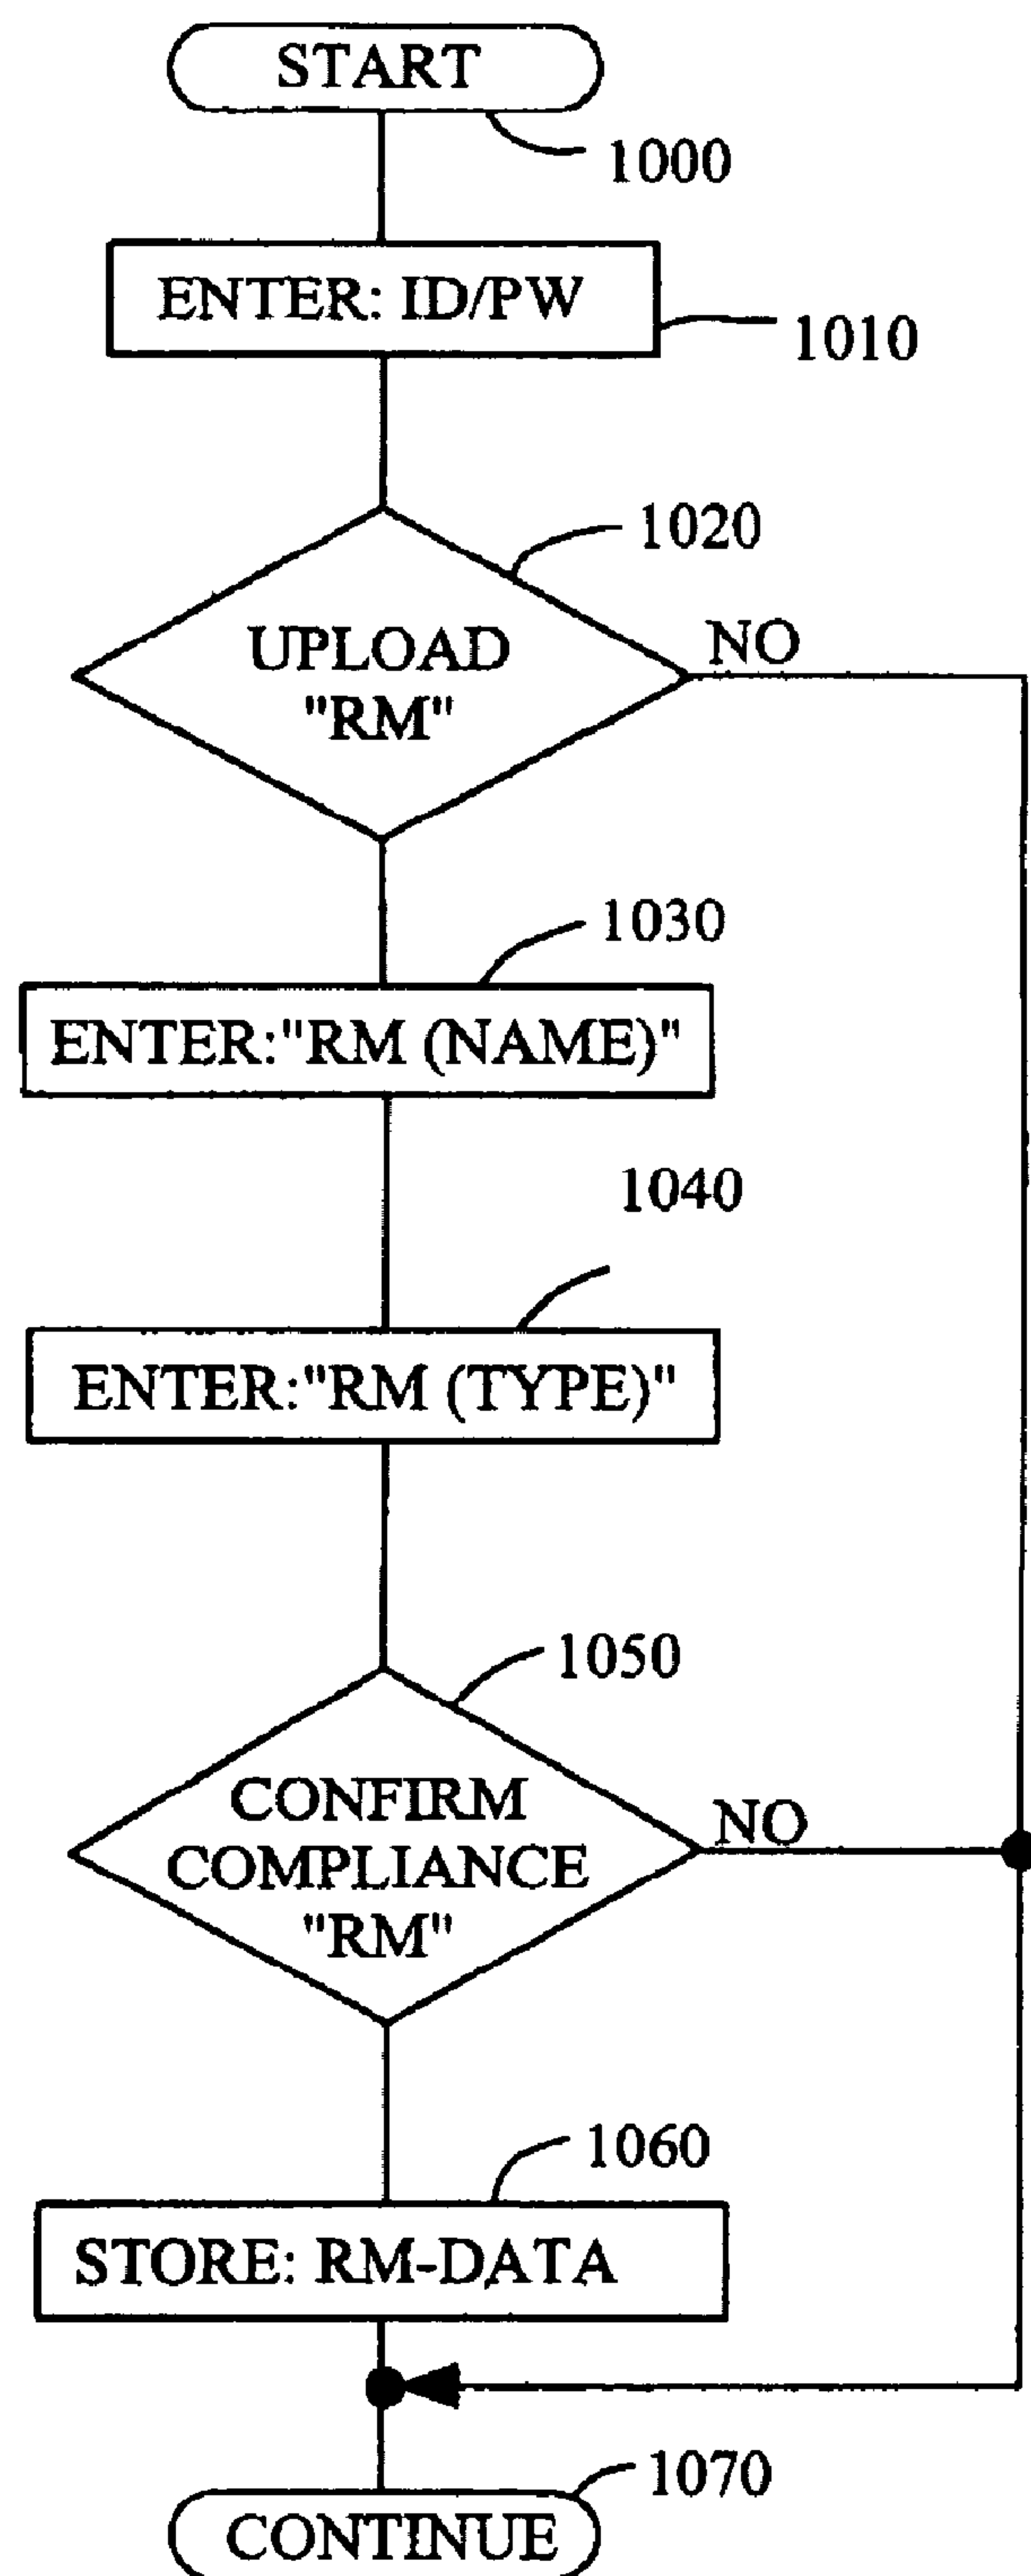 START
1000
ENTER: ID/PW
1010
1020
UPLOAD
"RM"
NO
1030
ENTER:"RM (NAME)"
1040
ENTER:"RM (TYPE)"
1050
CONFIRM
COMPLIANCE
"RM"
NO
1060
STORE: RM-DATA
1070
CONTINUE